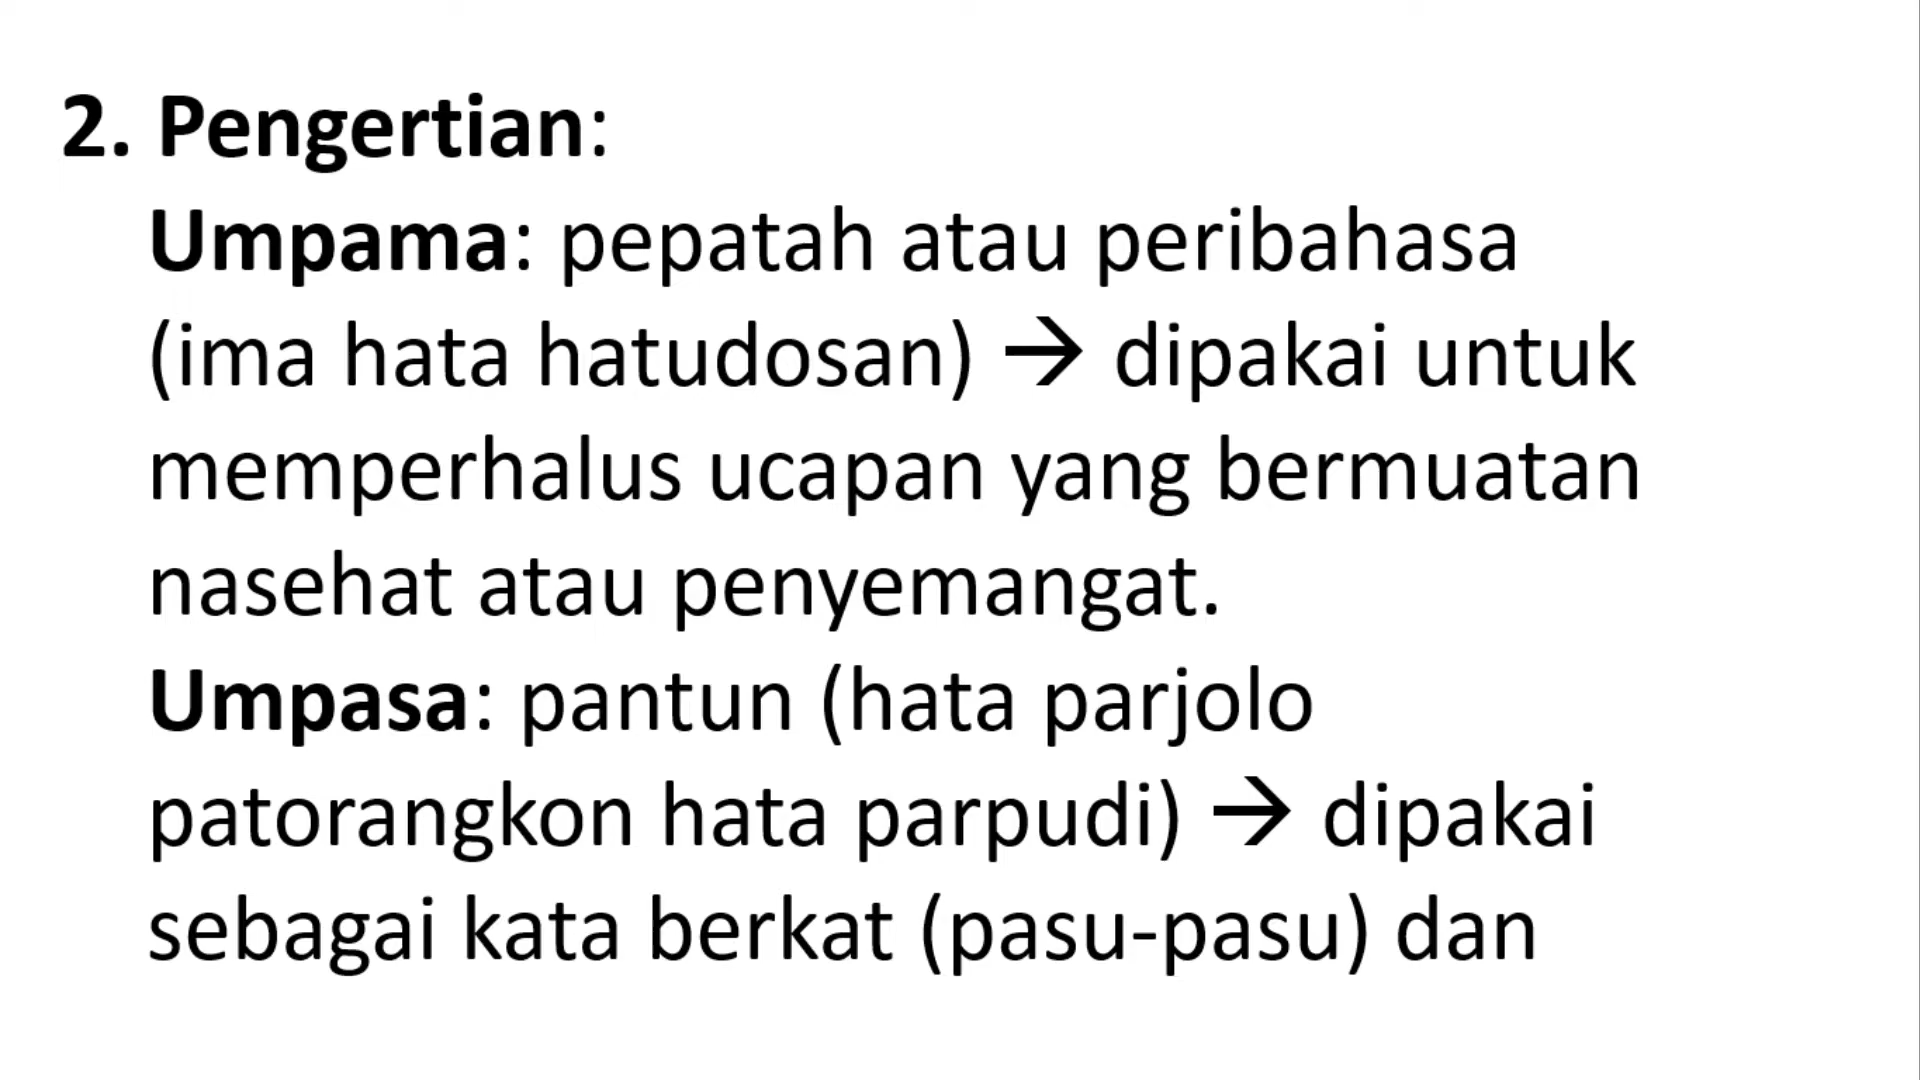 2. Pengertian:
Umpama: pepatah atau peribahasa
(ima hata hatudosan) → dipakai untuk
memperhalus ucapan yang bermuatan
nasehat atau penyemangat.
Umpasa: pantun (hata parjolo
patorangkon hata parpudi) → dipakai
sebagai kata berkat (pasu-pasu) dan